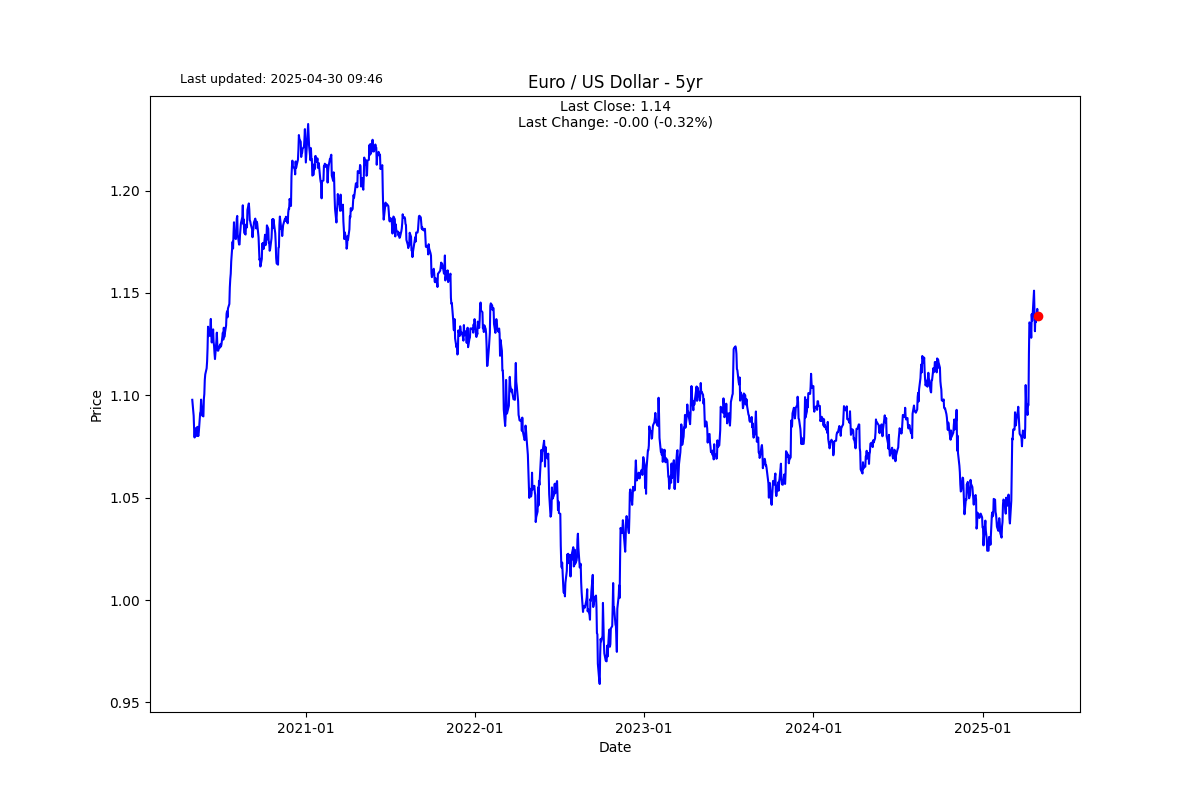 Last updated: 2025-04-30 09:46
Euro / US Dollar - 5yr
Last Close: 1.14
Last Change: -0.00 (-0.32%)
1.20
1.15
1.10
1.05
1.00
0.95
Price
2021-01
2022-01
2023-01
2024-01
2025-01
Date